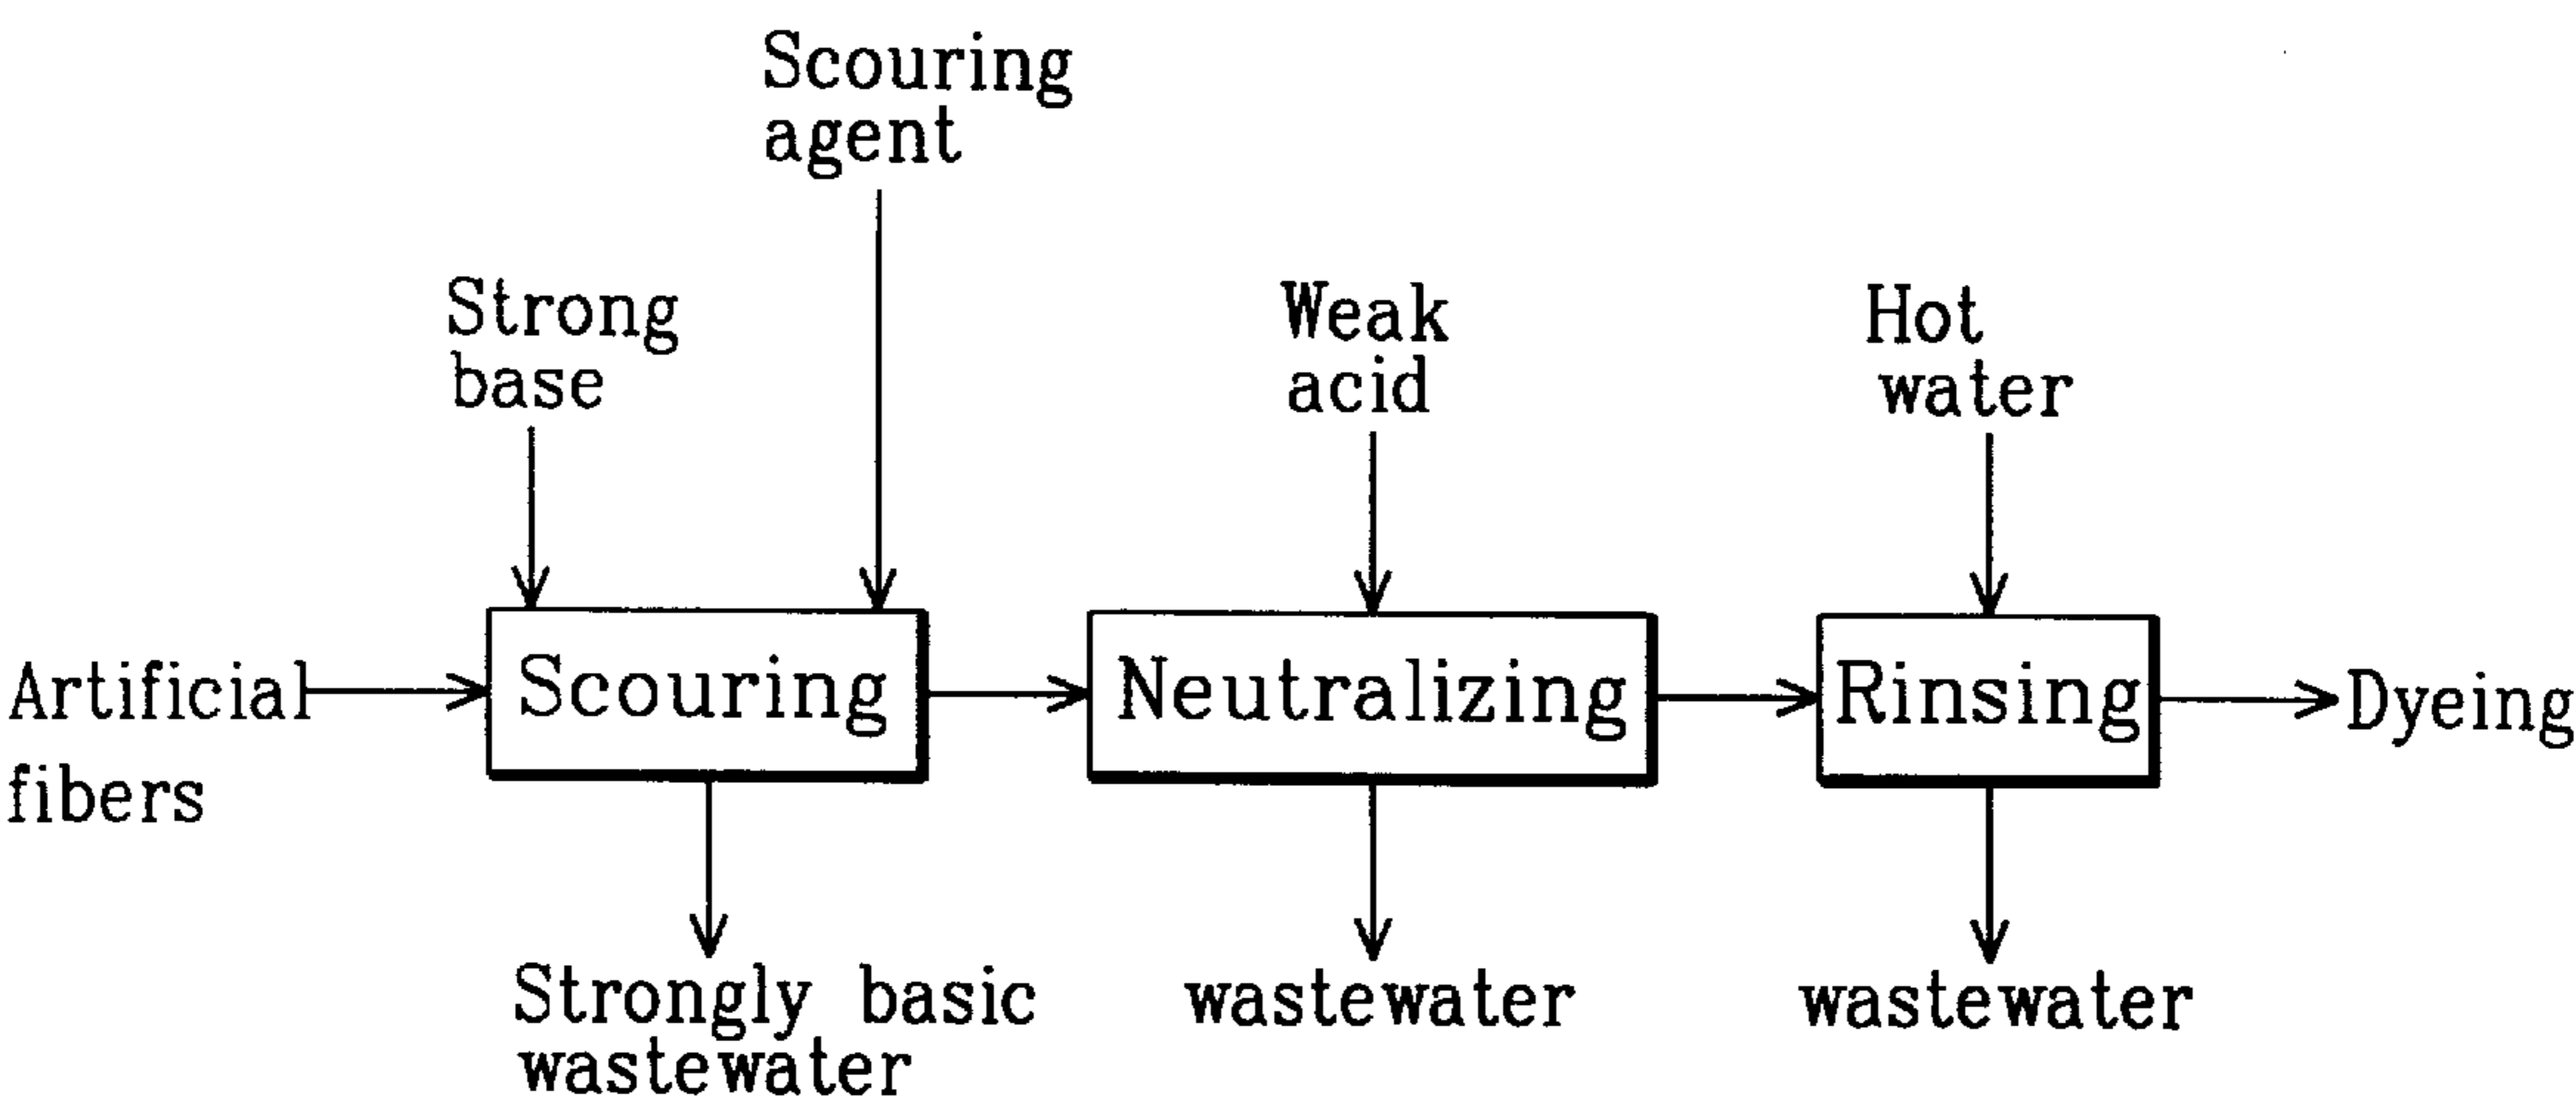 Scouring
agent
Strong
base
Weak
acid
Hot
water
Artificial
fibers
Scouring
Neutralizing
Rinsing
Dyeing
Strongly basic
wastewater
wastewater
wastewater